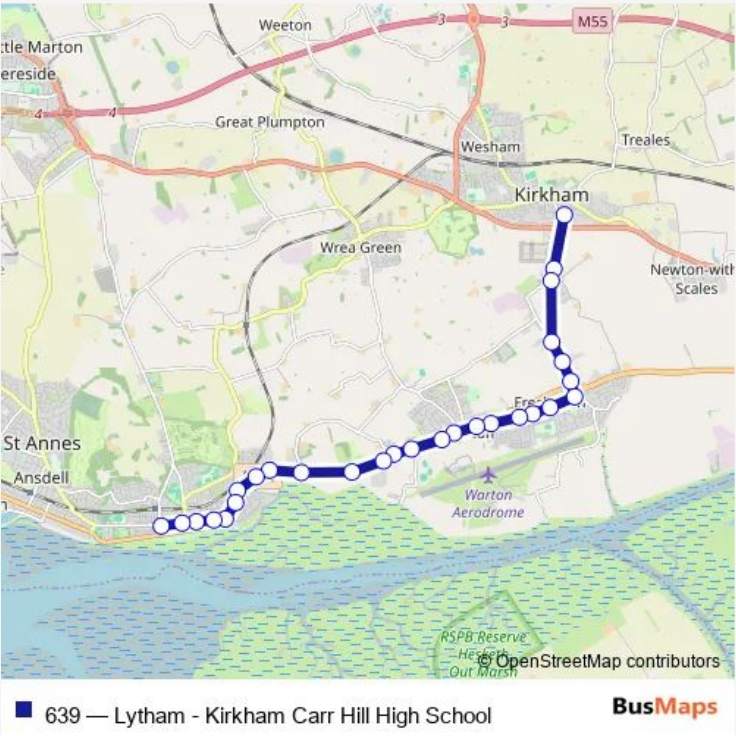 Weeton
3
3
M55
ttle Marton
ereside
4
4
Great Plumpton
Wesham
Treales
Kirkham
Wrea Green
Newton-with
Scales
St Annes
Ansdell
Warton
Aerodrome
RSPB Reserve
Hesketh
Out Marsh
© OpenStreetMap contributors
639 — Lytham - Kirkham Carr Hill High School
BusMaps